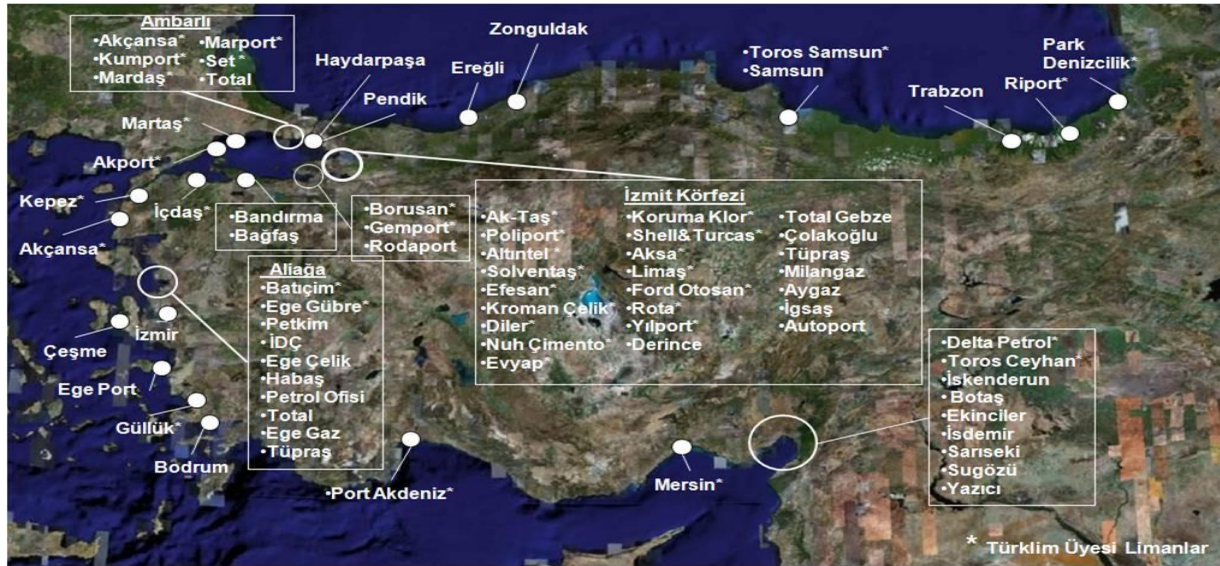 Ambarlı
•Akçansa* •Marport*
•Kumport* •Set*
•Mardaş* •Total
Haydarpaşa
Pendik
Zonguldak
Ereğli
•Toros Samsun*
•Samsun
Park
Denizcilik*
Riport*
Trabzon
Martaş*
Akport*
Kepez*
İçdaş*
Akçansa*
•Bandırma
•Bağfaş
•Borusan*
•Gemport*
•Rodaport
İzmit Körfezi
•Ak-Taş* •Koruma Klor* •Total Gebze
•Poliport* •Shell&Turcas* •Çolakoğlu
•Altıntel* •Aksa* •Tüpraş
•Solventaş* •Limaş* •Milangaz
•Efesan* •Ford Otosan* •Aygaz
•Kroman Çelik* •Rota* •İgsaş
•Diler* •Yılport* •Autoport
•Nuh Çimento* •Derince
•Evyap*
Aliağa
•Batıçim*
•Ege Gübre*
•Petkim
•İDÇ
•Ege Çelik
•Habaş
•Petrol Ofisi
•Total
•Ege Gaz
•Tüpraş
İzmir
Çeşme
Ege Port
Güllük*
Bodrum
•Port Akdeniz*
Mersin*
•Delta Petrol*
•Toros Ceyhan*
•İskenderun
•Botaş
•Ekinciler
•İsdemir
•Sarıseki
•Sugözü
•Yazıcı
* Türklim Üyesi Limanlar